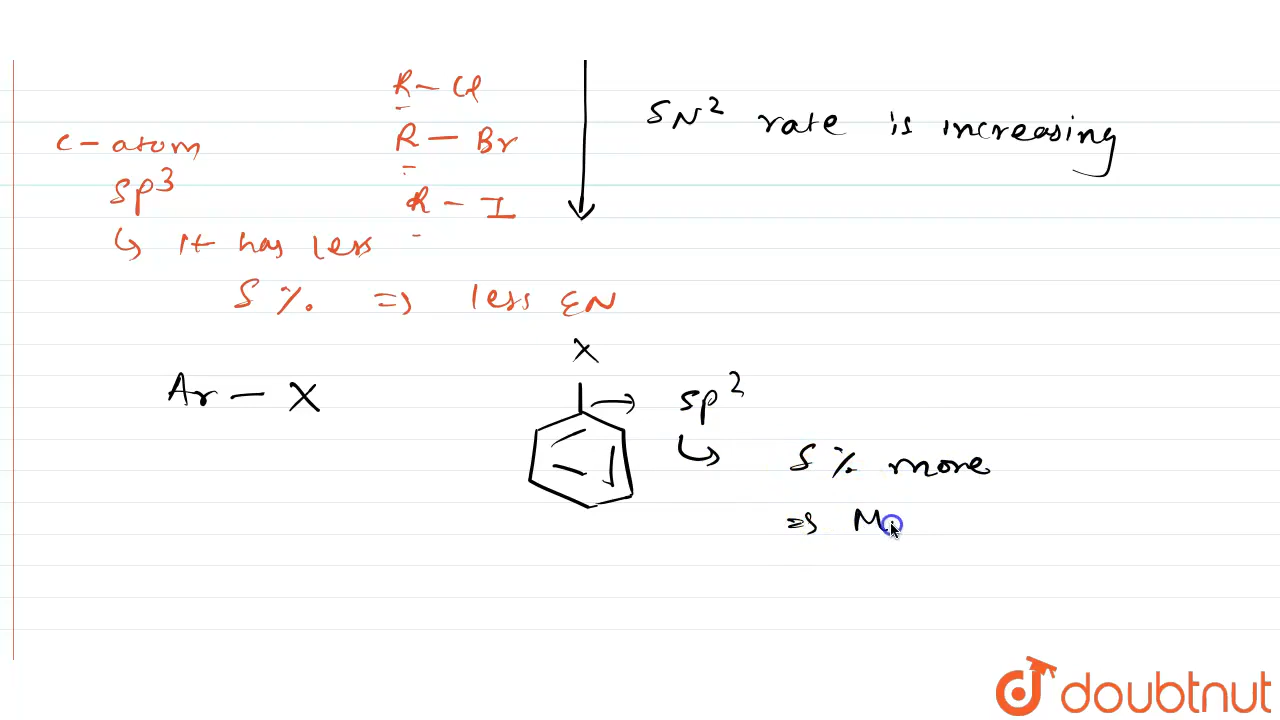 R - Cl
SN² rate is increasing
C - atom
R - Br
sp³
R - I
↳ It has less
S %. ⇒ less EN
X
Ar - X
→ sp²
↳ S % more
⇒ M
doubtnut